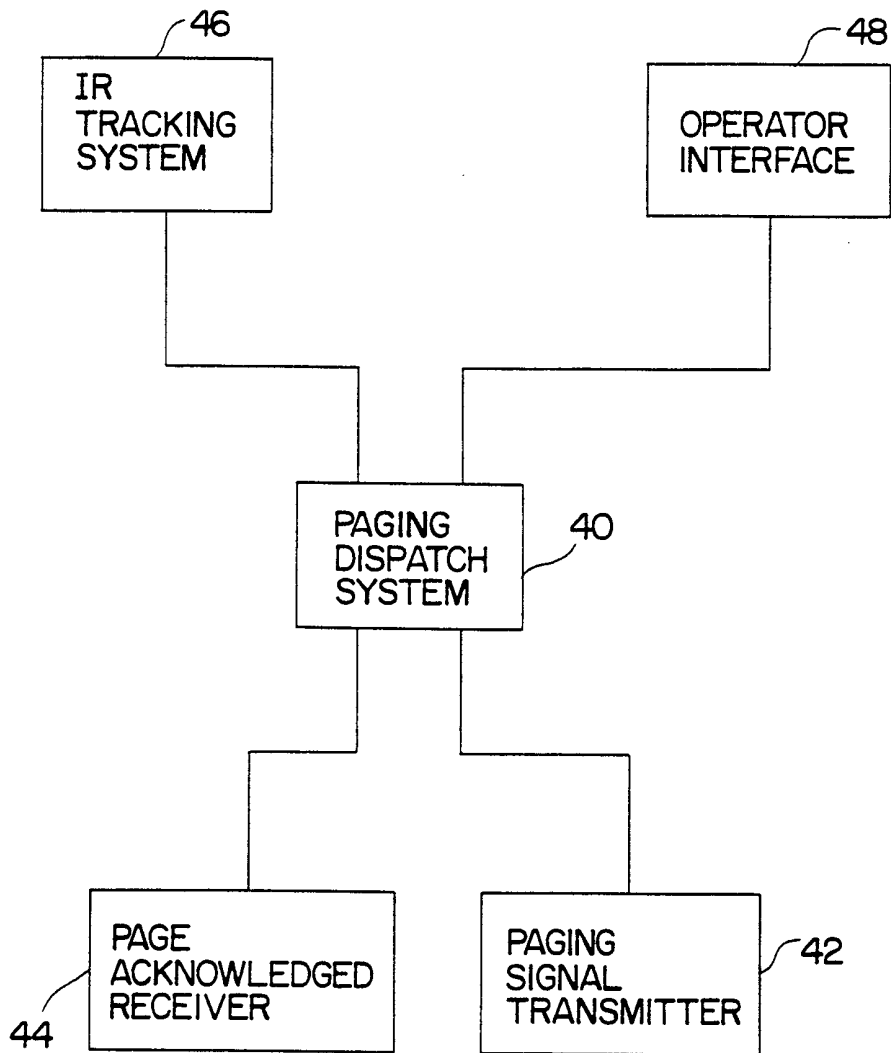 46
IR
TRACKING
SYSTEM
48
OPERATOR
INTERFACE
PAGING
DISPATCH
SYSTEM
40
PAGE
ACKNOWLEDGED
RECEIVER
44
PAGING
SIGNAL
TRANSMITTER
42